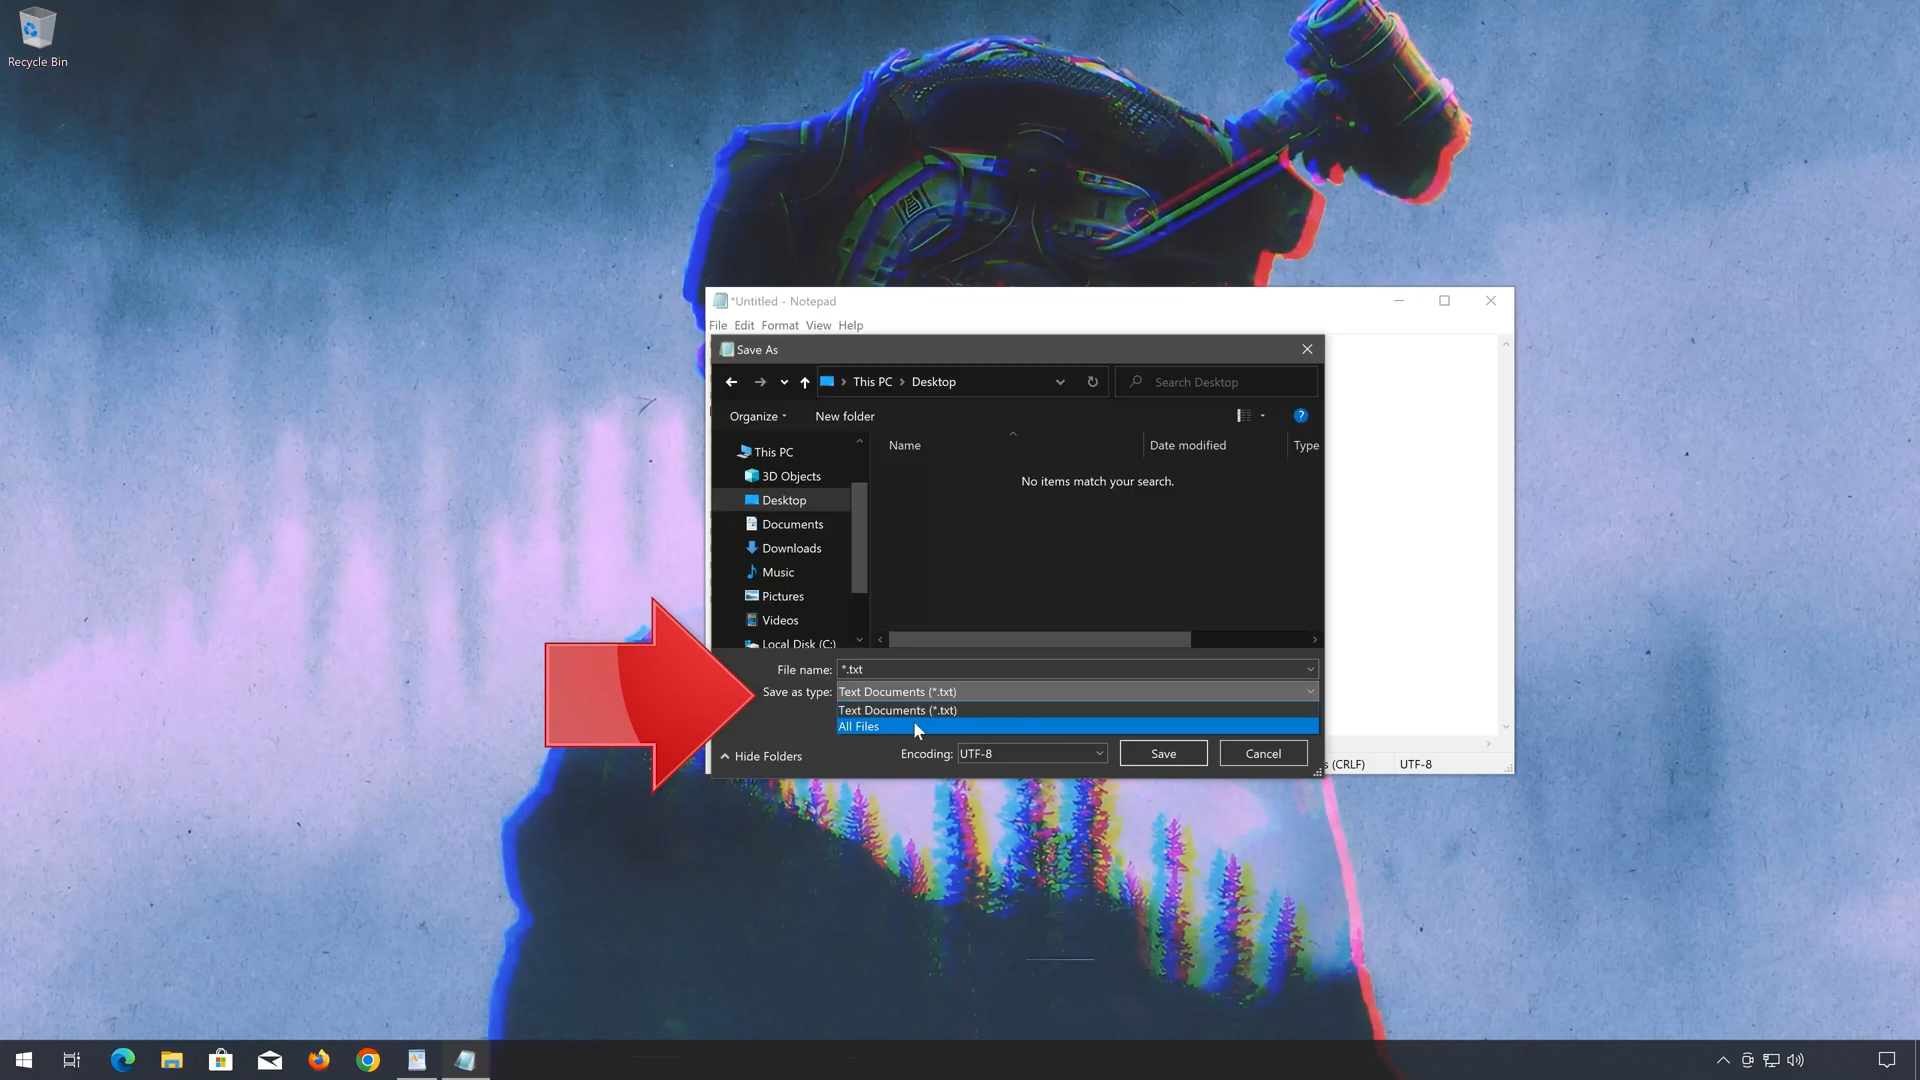 Recycle Bin
*Untitled - Notepad
File Edit Format View Help
Save As
This PC Desktop
Search Desktop
Organize New folder
?
Name Date modified Type
This PC
No items match your search.
3D Objects
Desktop
Documents
Downloads
Music
Pictures
Videos
Local Disk (C:)
File name: *.txt
Save as type: Text Documents (*.txt)
Text Documents (*.txt)
All Files
Hide Folders Encoding: UTF-8 Save Cancel
s (CRLF) UTF-8